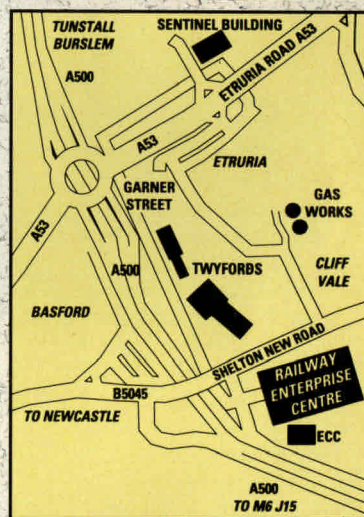 TUNSTALL
BURSLEM
SENTINEL BUILDING
A500
ETRURIA ROAD A53
A53
ETRURIA
GARNER
STREET
GAS
WORKS
A53
A500
TWYFORDS
CLIFF
VALE
BASFORD
SHELTON NEW ROAD
RAILWAY
ENTERPRISE
CENTRE
B5045
TO NEWCASTLE
ECC
A500
TO M6 J15